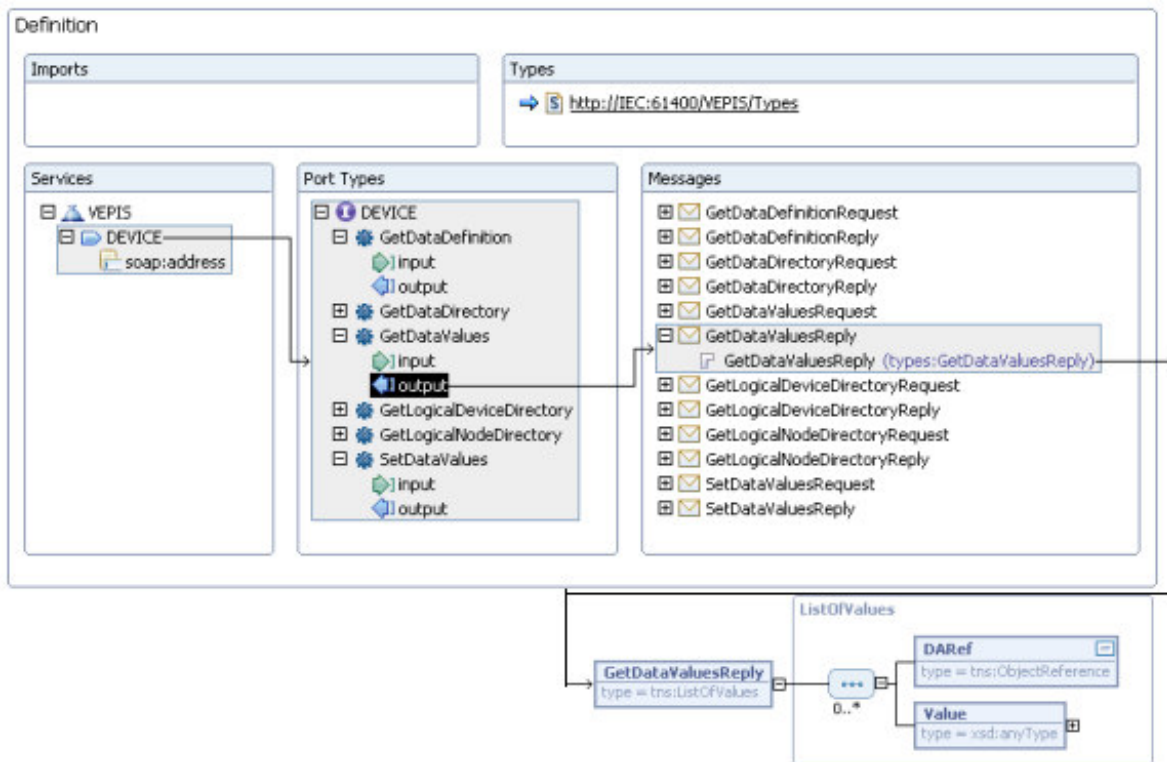 Definition
Imports
Types
http://IEC:61400/VEPIS/Types
Services
VEPIS
DEVICE
soap:address
Port Types
DEVICE
GetDataDefinition
input
output
GetDataDirectory
GetDataValues
input
output
GetLogicalDeviceDirectory
GetLogicalNodeDirectory
SetDataValues
input
output
Messages
GetDataDefinitionRequest
GetDataDefinitionReply
GetDataDirectoryRequest
GetDataDirectoryReply
GetDataValuesRequest
GetDataValuesReply
GetDataValuesReply (types:GetDataValuesReply)
GetLogicalDeviceDirectoryRequest
GetLogicalDeviceDirectoryReply
GetLogicalNodeDirectoryRequest
GetLogicalNodeDirectoryReply
SetDataValuesRequest
SetDataValuesReply
GetDataValuesReply
type = tns:ListOfValues
ListOfValues
0..*
DARef
type = tns:ObjectReference
Value
type = xsd:anyType